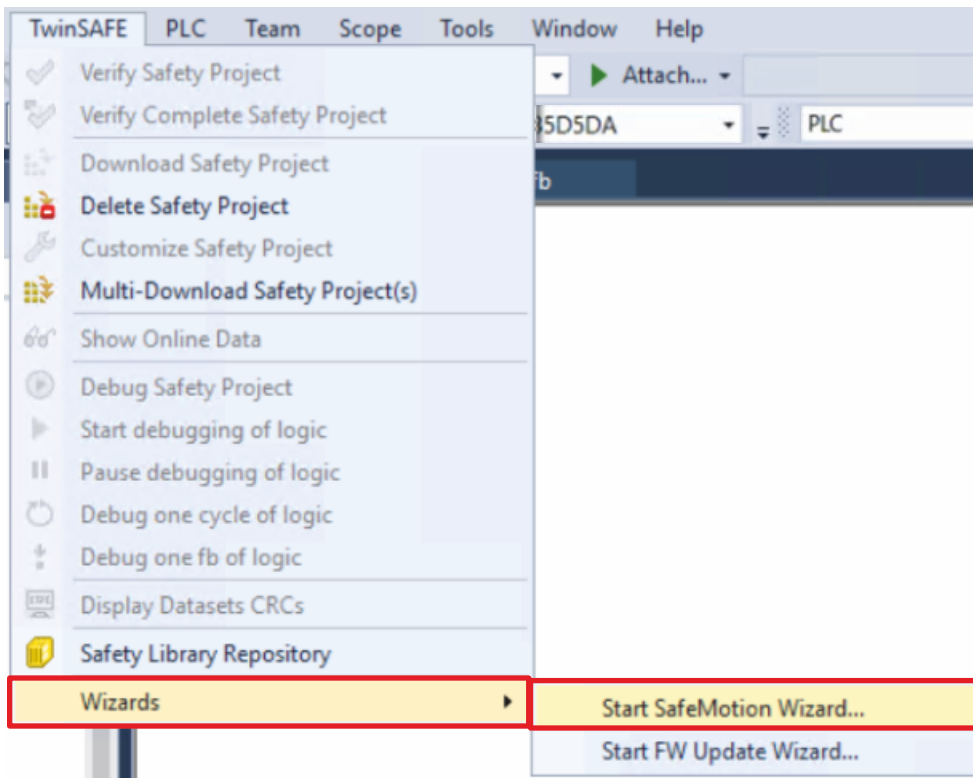 TwinSAFE PLC Team Scope Tools Window Help
Verify Safety Project
Attach...
Verify Complete Safety Project
35D5DA
PLC
Download Safety Project
fb
Delete Safety Project
Customize Safety Project
Multi-Download Safety Project(s)
Show Online Data
Debug Safety Project
Start debugging of logic
Pause debugging of logic
Debug one cycle of logic
Debug one fb of logic
Display Datasets CRCs
Safety Library Repository
Wizards
Start SafeMotion Wizard...
Start FW Update Wizard...